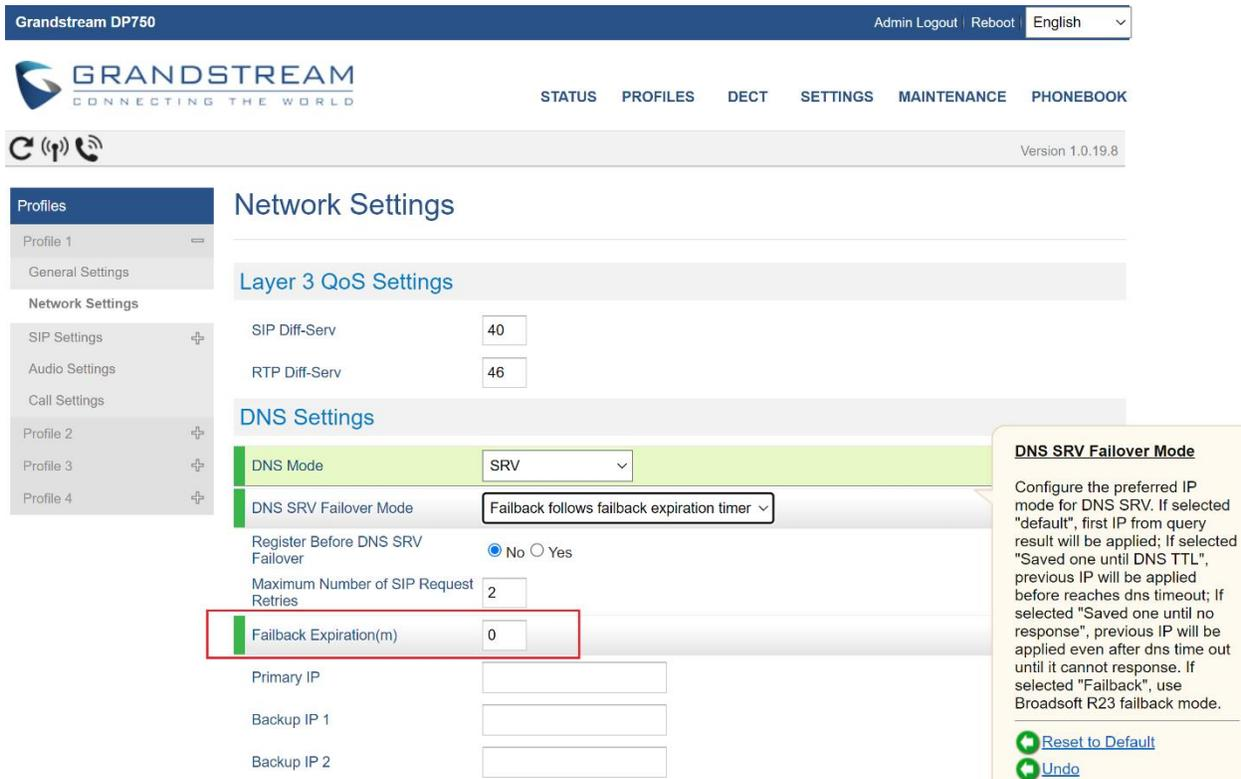 Grandstream DP750
Admin Logout | Reboot | English
GRANDSTREAM
CONNECTING THE WORLD
STATUS PROFILES DECT SETTINGS MAINTENANCE PHONEBOOK
Version 1.0.19.8
Profiles
Profile 1
General Settings
Network Settings
SIP Settings
Audio Settings
Call Settings
Profile 2
Profile 3
Profile 4
Network Settings
Layer 3 QoS Settings
SIP Diff-Serv 40
RTP Diff-Serv 46
DNS Settings
DNS Mode SRV
DNS SRV Failover Mode Failback follows failback expiration timer
Register Before DNS SRV
Failover No Yes
Maximum Number of SIP Request
Retries 2
Failback Expiration(m) 0
Primary IP
Backup IP 1
Backup IP 2
DNS SRV Failover Mode
Configure the preferred IP
mode for DNS SRV. If selected
"default", first IP from query
result will be applied; If selected
"Saved one until DNS TTL",
previous IP will be applied
before reaches dns timeout; If
selected "Saved one until no
response", previous IP will be
applied even after dns time out
until it cannot response. If
selected "Failback", use
Broadsoft R23 failback mode.
Reset to Default
Undo